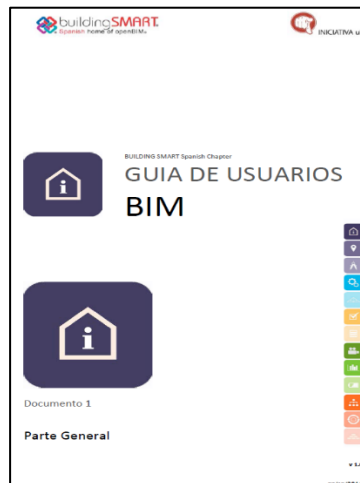 buildingSMART.
Spanish home of openBIM.
INICIATIVA
BUILDING SMART Spanish Chapter
GUIA DE USUARIOS
BIM
Documento 1
Parte General